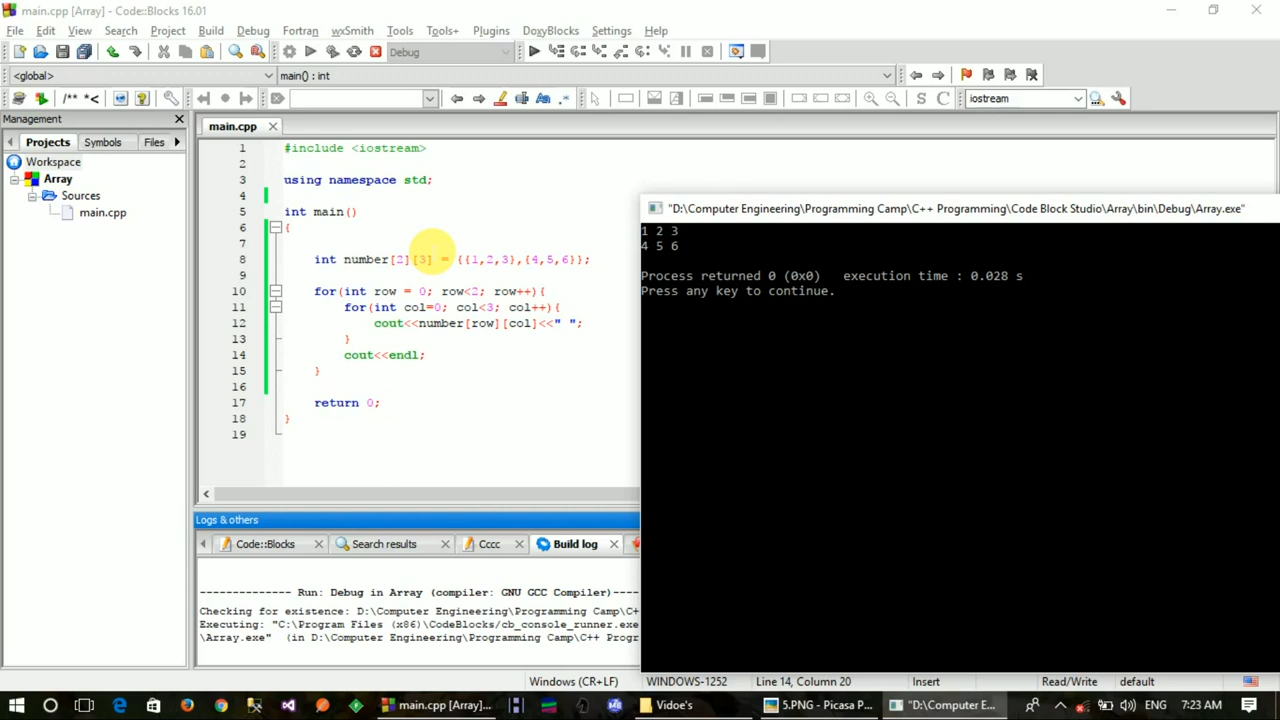 main.cpp [Array] - Code::Blocks 16.01
File Edit View Search Project Build Debug Fortran wxSmith Tools Tools+ Plugins DoxyBlocks Settings Help
Debug
<global> main() : int
/** *< iostream
S C
Management
Projects Symbols Files
main.cpp
Workspace
Array
Sources
main.cpp
1 #include <iostream>
2
3 using namespace std;
4
5 int main()
6 {
7
8 int number[2][3] = {{1,2,3},{4,5,6}};
9
10 for(int row = 0; row<2; row++){
11 for(int col=0; col<3; col++){
12 cout<<number[row][col]<<" ";
13 }
14 cout<<endl;
15 }
16
17 return 0;
18 }
19
"D:\Computer Engineering\Programming Camp\C++ Programming\Code Block Studio\Array\bin\Debug\Array.exe"
1 2 3
4 5 6
Process returned 0 (0x0) execution time : 0.028 s
Press any key to continue.
Logs & others
Code::Blocks Search results Cccc Build log
-------------- Run: Debug in Array (compiler: GNU GCC Compiler)----
Checking for existence: D:\Computer Engineering\Programming Camp\C+
Executing: "C:\Program Files (x86)\CodeBlocks/cb_console_runner.exe
\Array.exe" (in D:\Computer Engineering\Programming Camp\C++ Progr
Windows (CR+LF) WINDOWS-1252 Line 14, Column 20 Insert Read/Write default
main.cpp [Array]... Vidoe's 5.PNG - Picasa P... "D:\Computer E... ENG 7:23 AM